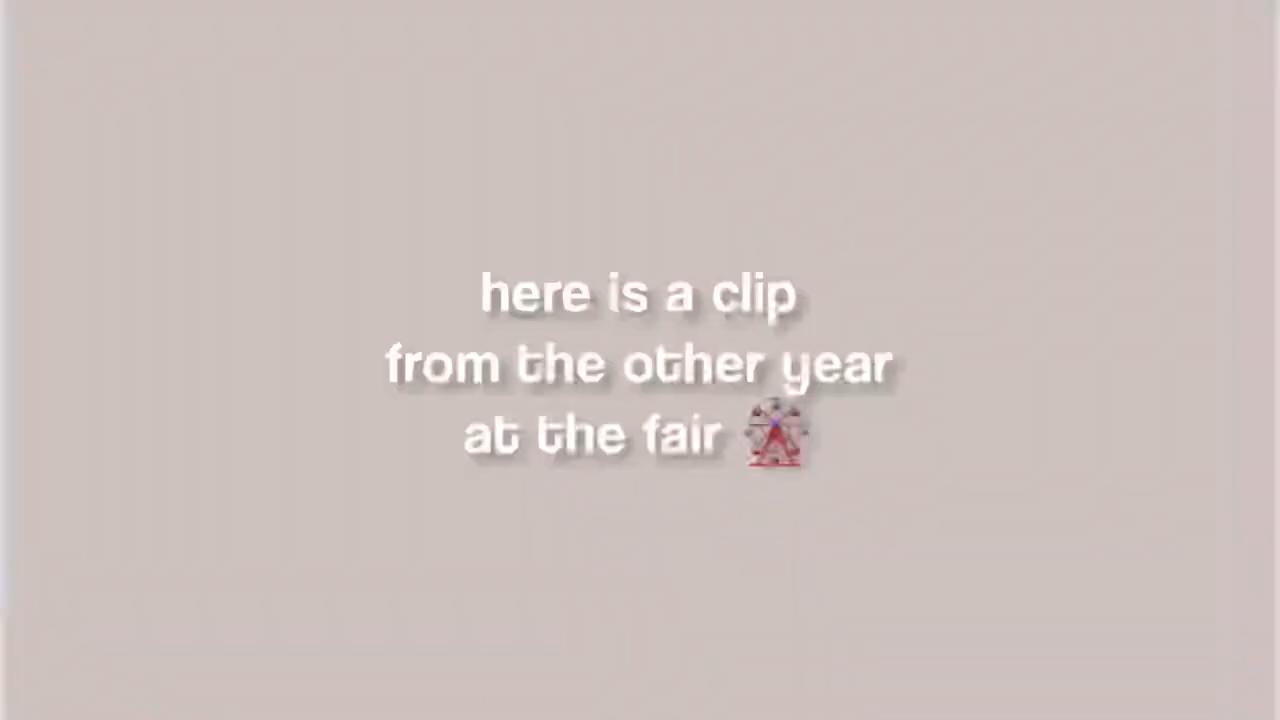 here is a clip
from the other year
at the fair 🎡